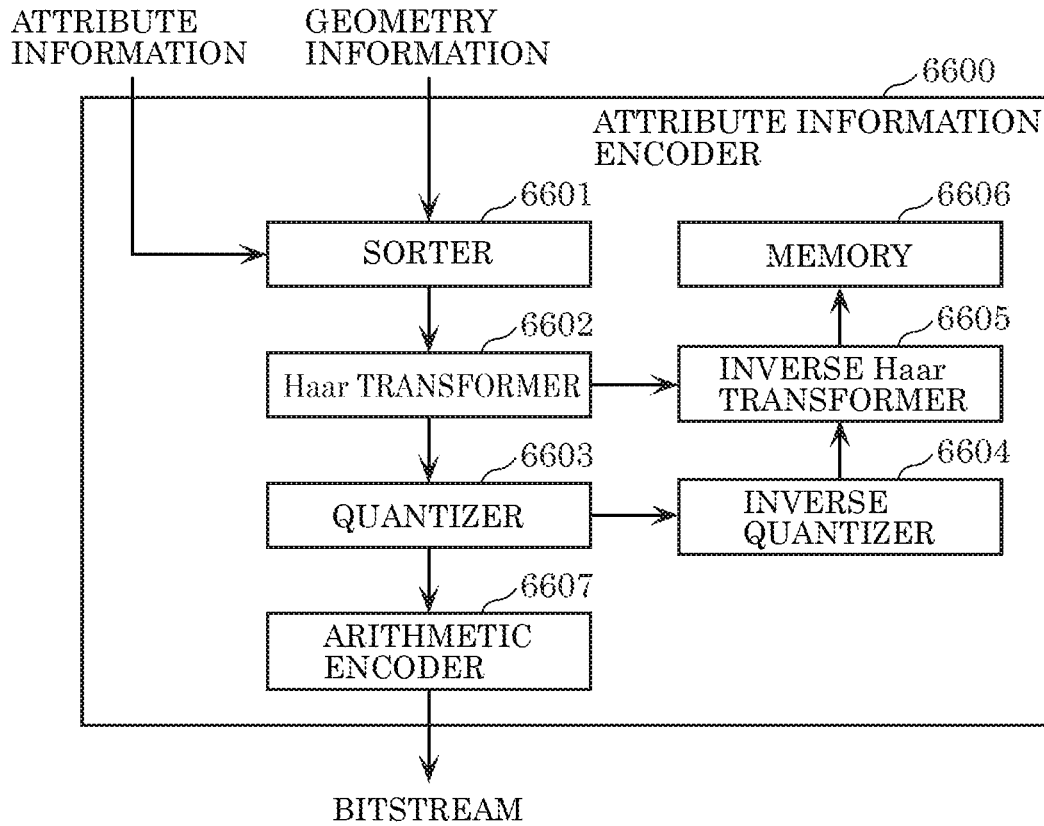 ATTRIBUTE
INFORMATION
GEOMETRY
INFORMATION
6600
ATTRIBUTE INFORMATION
ENCODER
6601
SORTER
6606
MEMORY
6602
Haar TRANSFORMER
6605
INVERSE Haar
TRANSFORMER
6603
QUANTIZER
6604
INVERSE
QUANTIZER
6607
ARITHMETIC
ENCODER
BITSTREAM